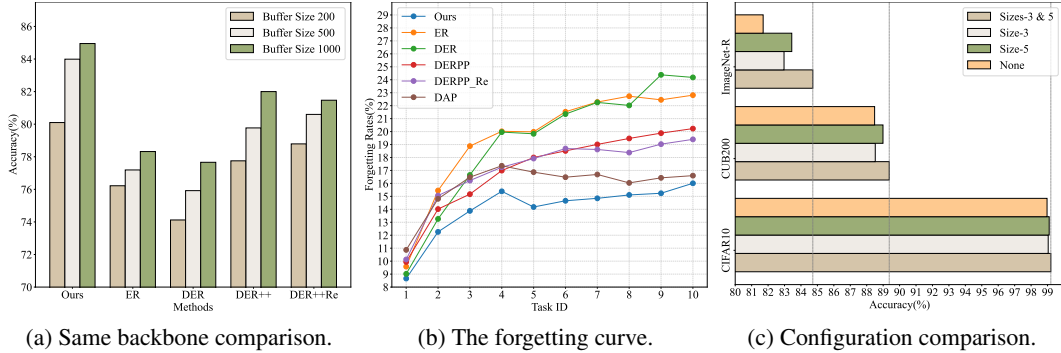 86
84
82
80
78
76
74
72
70
Accuracy(%)
Buffer Size 200
Buffer Size 500
Buffer Size 1000
Ours ER DER DER++ DER++Re
Methods
(a) Same backbone comparison.
29
28
27
26
25
24
23
22
21
20
19
18
17
16
15
14
13
12
11
10
9
8
Forgetting Rates(%)
Ours
ER
DER
DERPP
DERPP_Re
DAP
1 2 3 4 5 6 7 8 9 10
Task ID
(b) The forgetting curve.
ImageNet-R
CUB200
CIFAR10
Sizes-3 & 5
Size-3
Size-5
None
80 81 82 83 84 85 86 87 88 89 90 91 92 93 94 95 96 97 98 99
Accuracy(%)
(c) Configuration comparison.